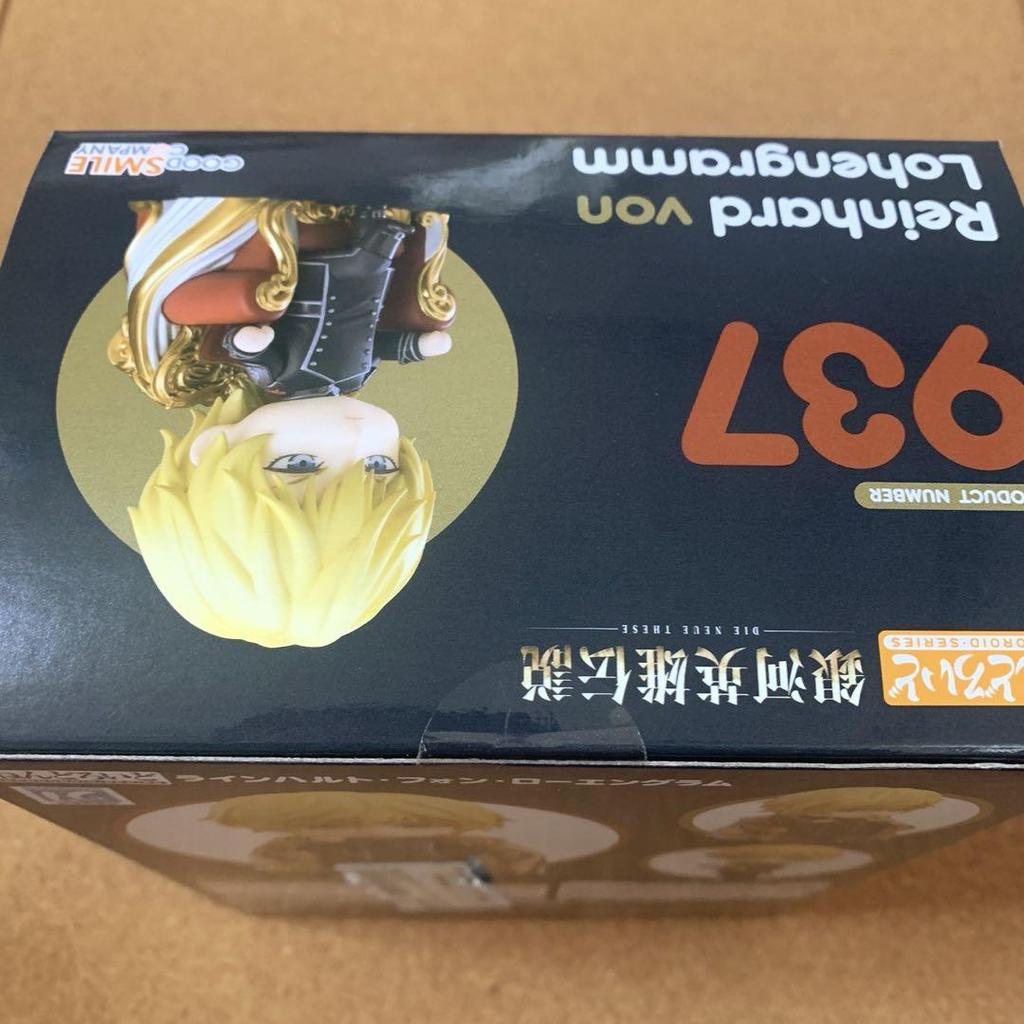 ねんどろいど
NENDOROID·SERIES
銀河英雄伝説
DIE NEUE THESE
PRODUCT NUMBER
937
Reinhard von
Lohengramm
GOOD SMILE
COMPANY
ラインハルト・フォン・ローエングラム